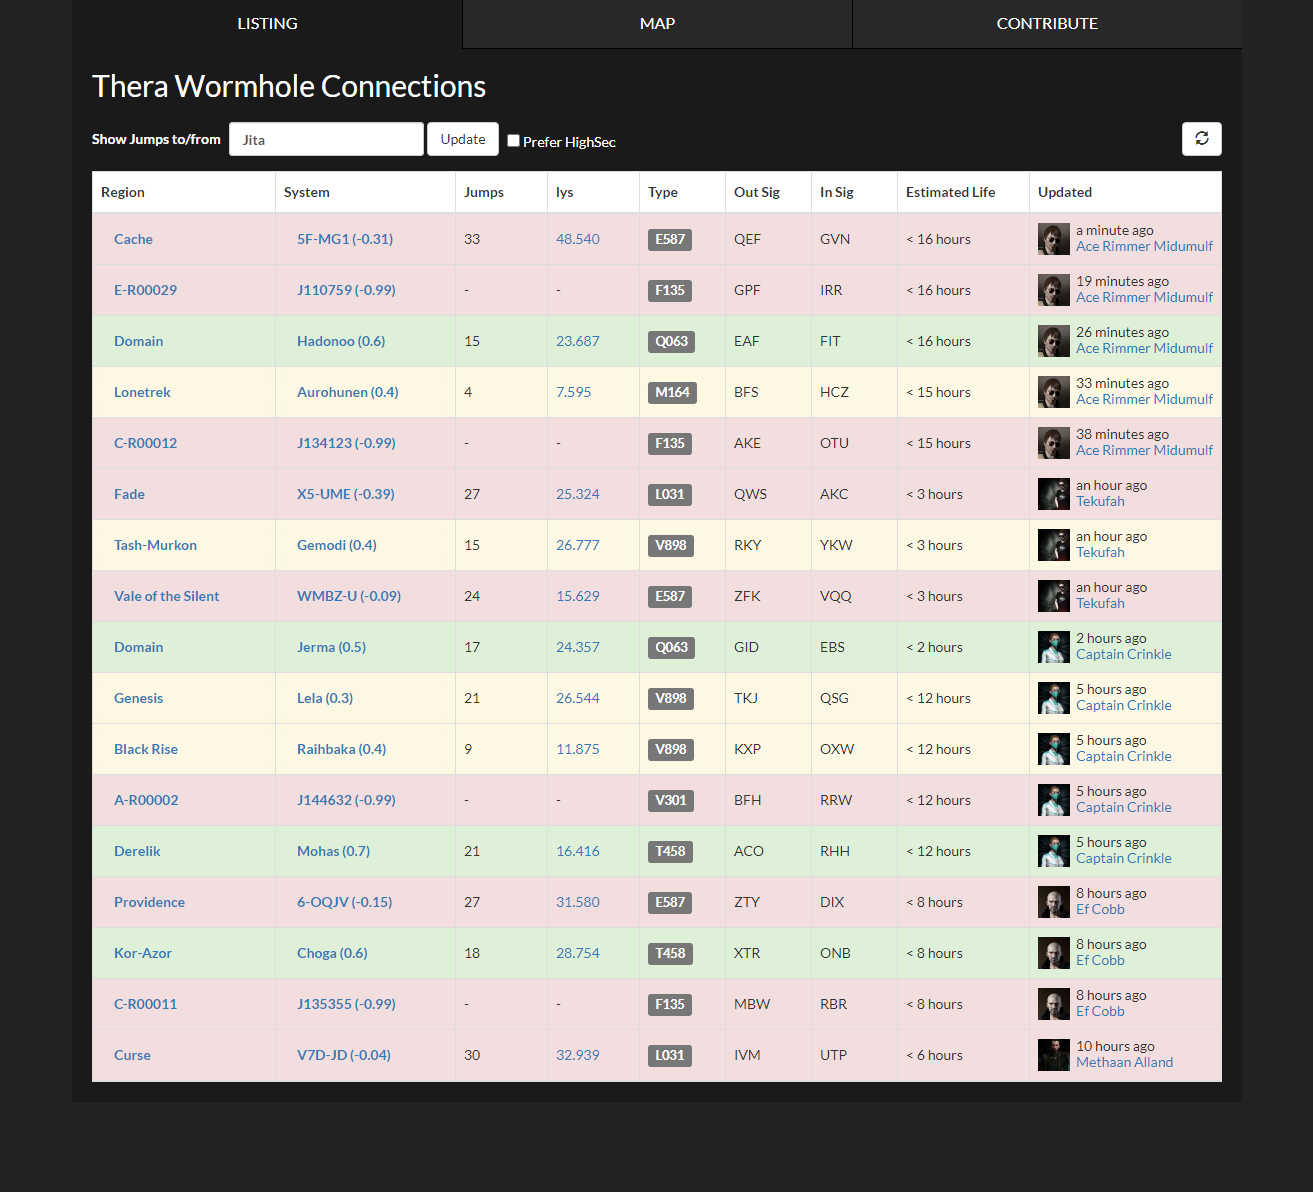 LISTING MAP CONTRIBUTE
Thera Wormhole Connections
Show Jumps to/from Jita Update Prefer HighSec
Region System Jumps lys Type Out Sig In Sig Estimated Life Updated
Cache 5F-MG1 (-0.31) 33 48.540 E587 QEF GVN < 16 hours a minute ago
Ace Rimmer Midumulf
E-R00029 J110759 (-0.99) - - F135 GPF IRR < 16 hours 19 minutes ago
Ace Rimmer Midumulf
Domain Hadonoo (0.6) 15 23.687 Q063 EAF FIT < 16 hours 26 minutes ago
Ace Rimmer Midumulf
Lonetrek Aurohunen (0.4) 4 7.595 M164 BFS HCZ < 15 hours 33 minutes ago
Ace Rimmer Midumulf
C-R00012 J134123 (-0.99) - - F135 AKE OTU < 15 hours 38 minutes ago
Ace Rimmer Midumulf
Fade X5-UME (-0.39) 27 25.324 L031 QWS AKC < 3 hours an hour ago
Tekufah
Tash-Murkon Gemodi (0.4) 15 26.777 V898 RKY YKW < 3 hours an hour ago
Tekufah
Vale of the Silent WMBZ-U (-0.09) 24 15.629 E587 ZFK VQQ < 3 hours an hour ago
Tekufah
Domain Jerma (0.5) 17 24.357 Q063 GID EBS < 2 hours 2 hours ago
Captain Crinkle
Genesis Lela (0.3) 21 26.544 V898 TKJ QSG < 12 hours 5 hours ago
Captain Crinkle
Black Rise Raihbaka (0.4) 9 11.875 V898 KXP OXW < 12 hours 5 hours ago
Captain Crinkle
A-R00002 J144632 (-0.99) - - V301 BFH RRW < 12 hours 5 hours ago
Captain Crinkle
Derelik Mohas (0.7) 21 16.416 T458 ACO RHH < 12 hours 5 hours ago
Captain Crinkle
Providence 6-OQJV (-0.15) 27 31.580 E587 ZTY DIX < 8 hours 8 hours ago
Ef Cobb
Kor-Azor Choga (0.6) 18 28.754 T458 XTR ONB < 8 hours 8 hours ago
Ef Cobb
C-R00011 J135355 (-0.99) - - F135 MBW RBR < 8 hours 8 hours ago
Ef Cobb
Curse V7D-JD (-0.04) 30 32.939 L031 IVM UTP < 6 hours 10 hours ago
Methaan Alland